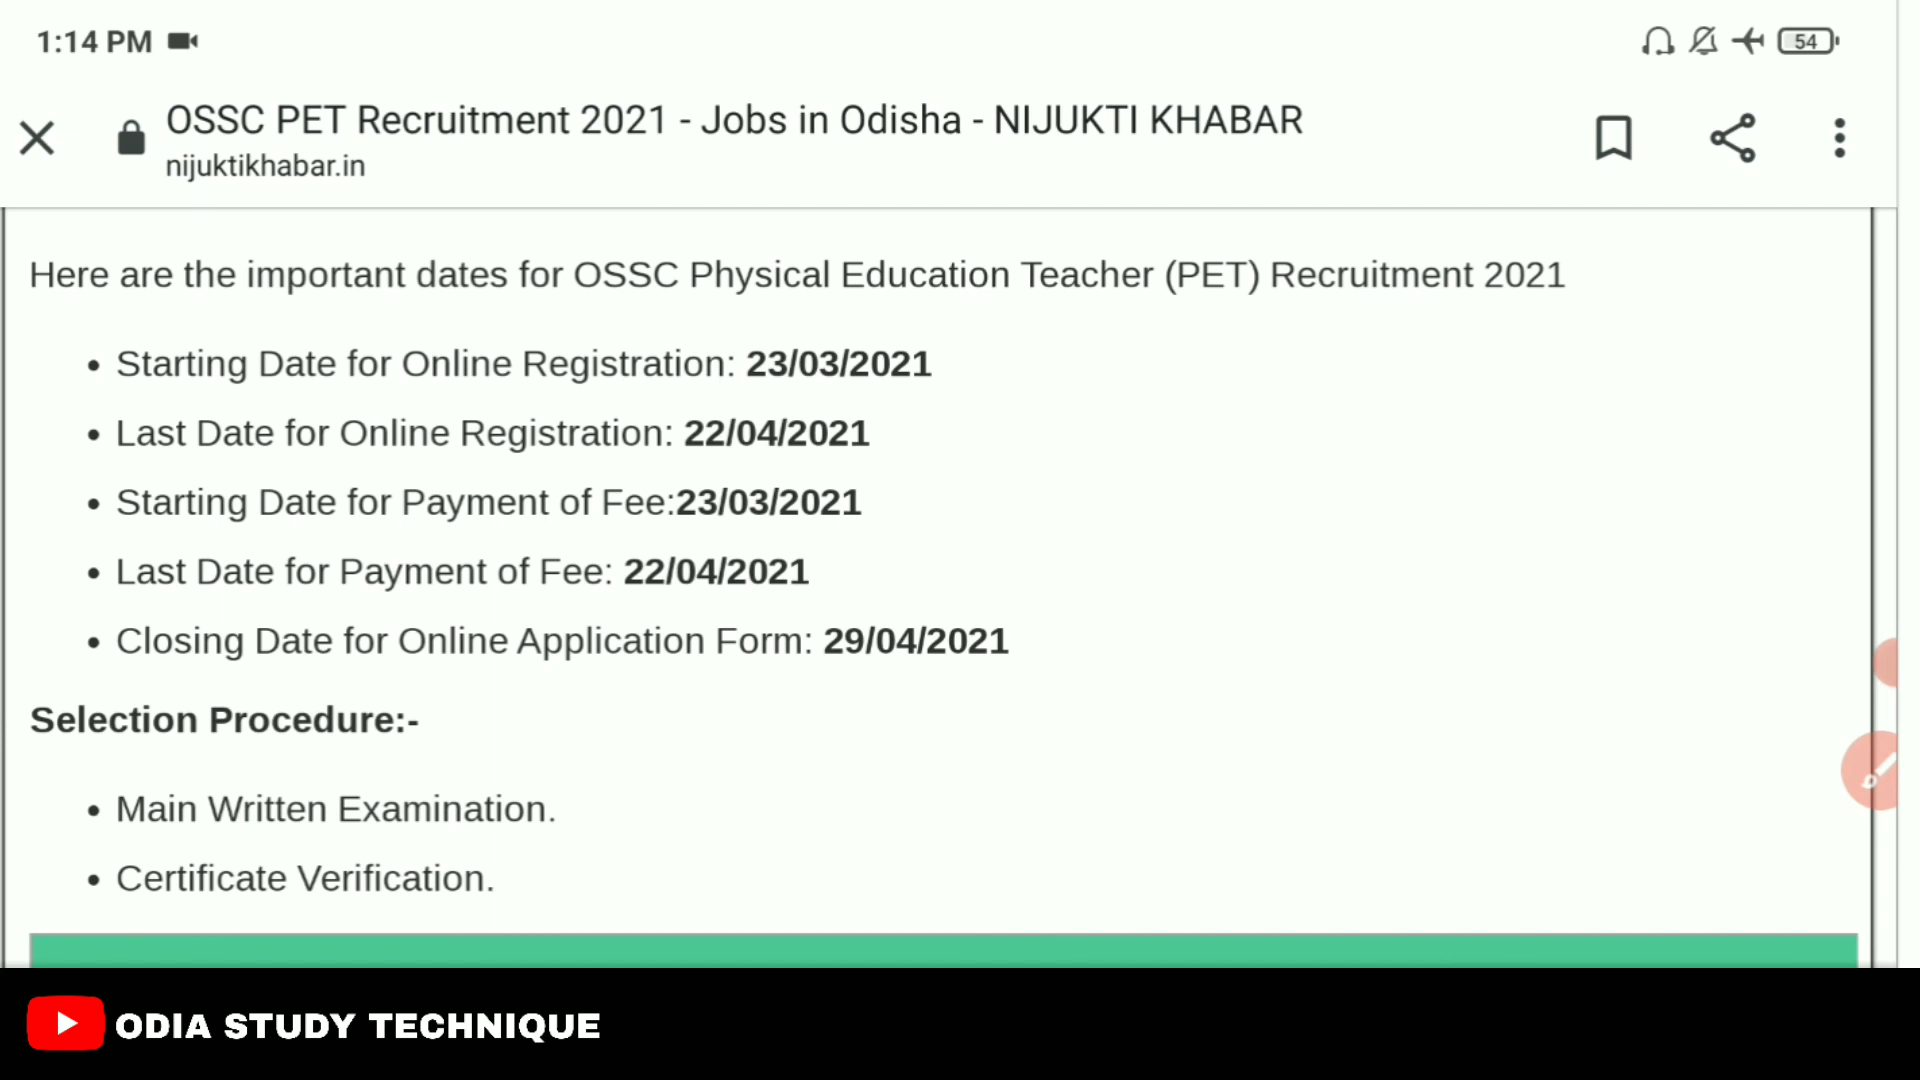 1:14 PM
54
OSSC PET Recruitment 2021 - Jobs in Odisha - NIJUKTI KHABAR
nijuktikhabar.in
Here are the important dates for OSSC Physical Education Teacher (PET) Recruitment 2021
• Starting Date for Online Registration: 23/03/2021
• Last Date for Online Registration: 22/04/2021
• Starting Date for Payment of Fee:23/03/2021
• Last Date for Payment of Fee: 22/04/2021
• Closing Date for Online Application Form: 29/04/2021
Selection Procedure:-
• Main Written Examination.
• Certificate Verification.
ODIA STUDY TECHNIQUE